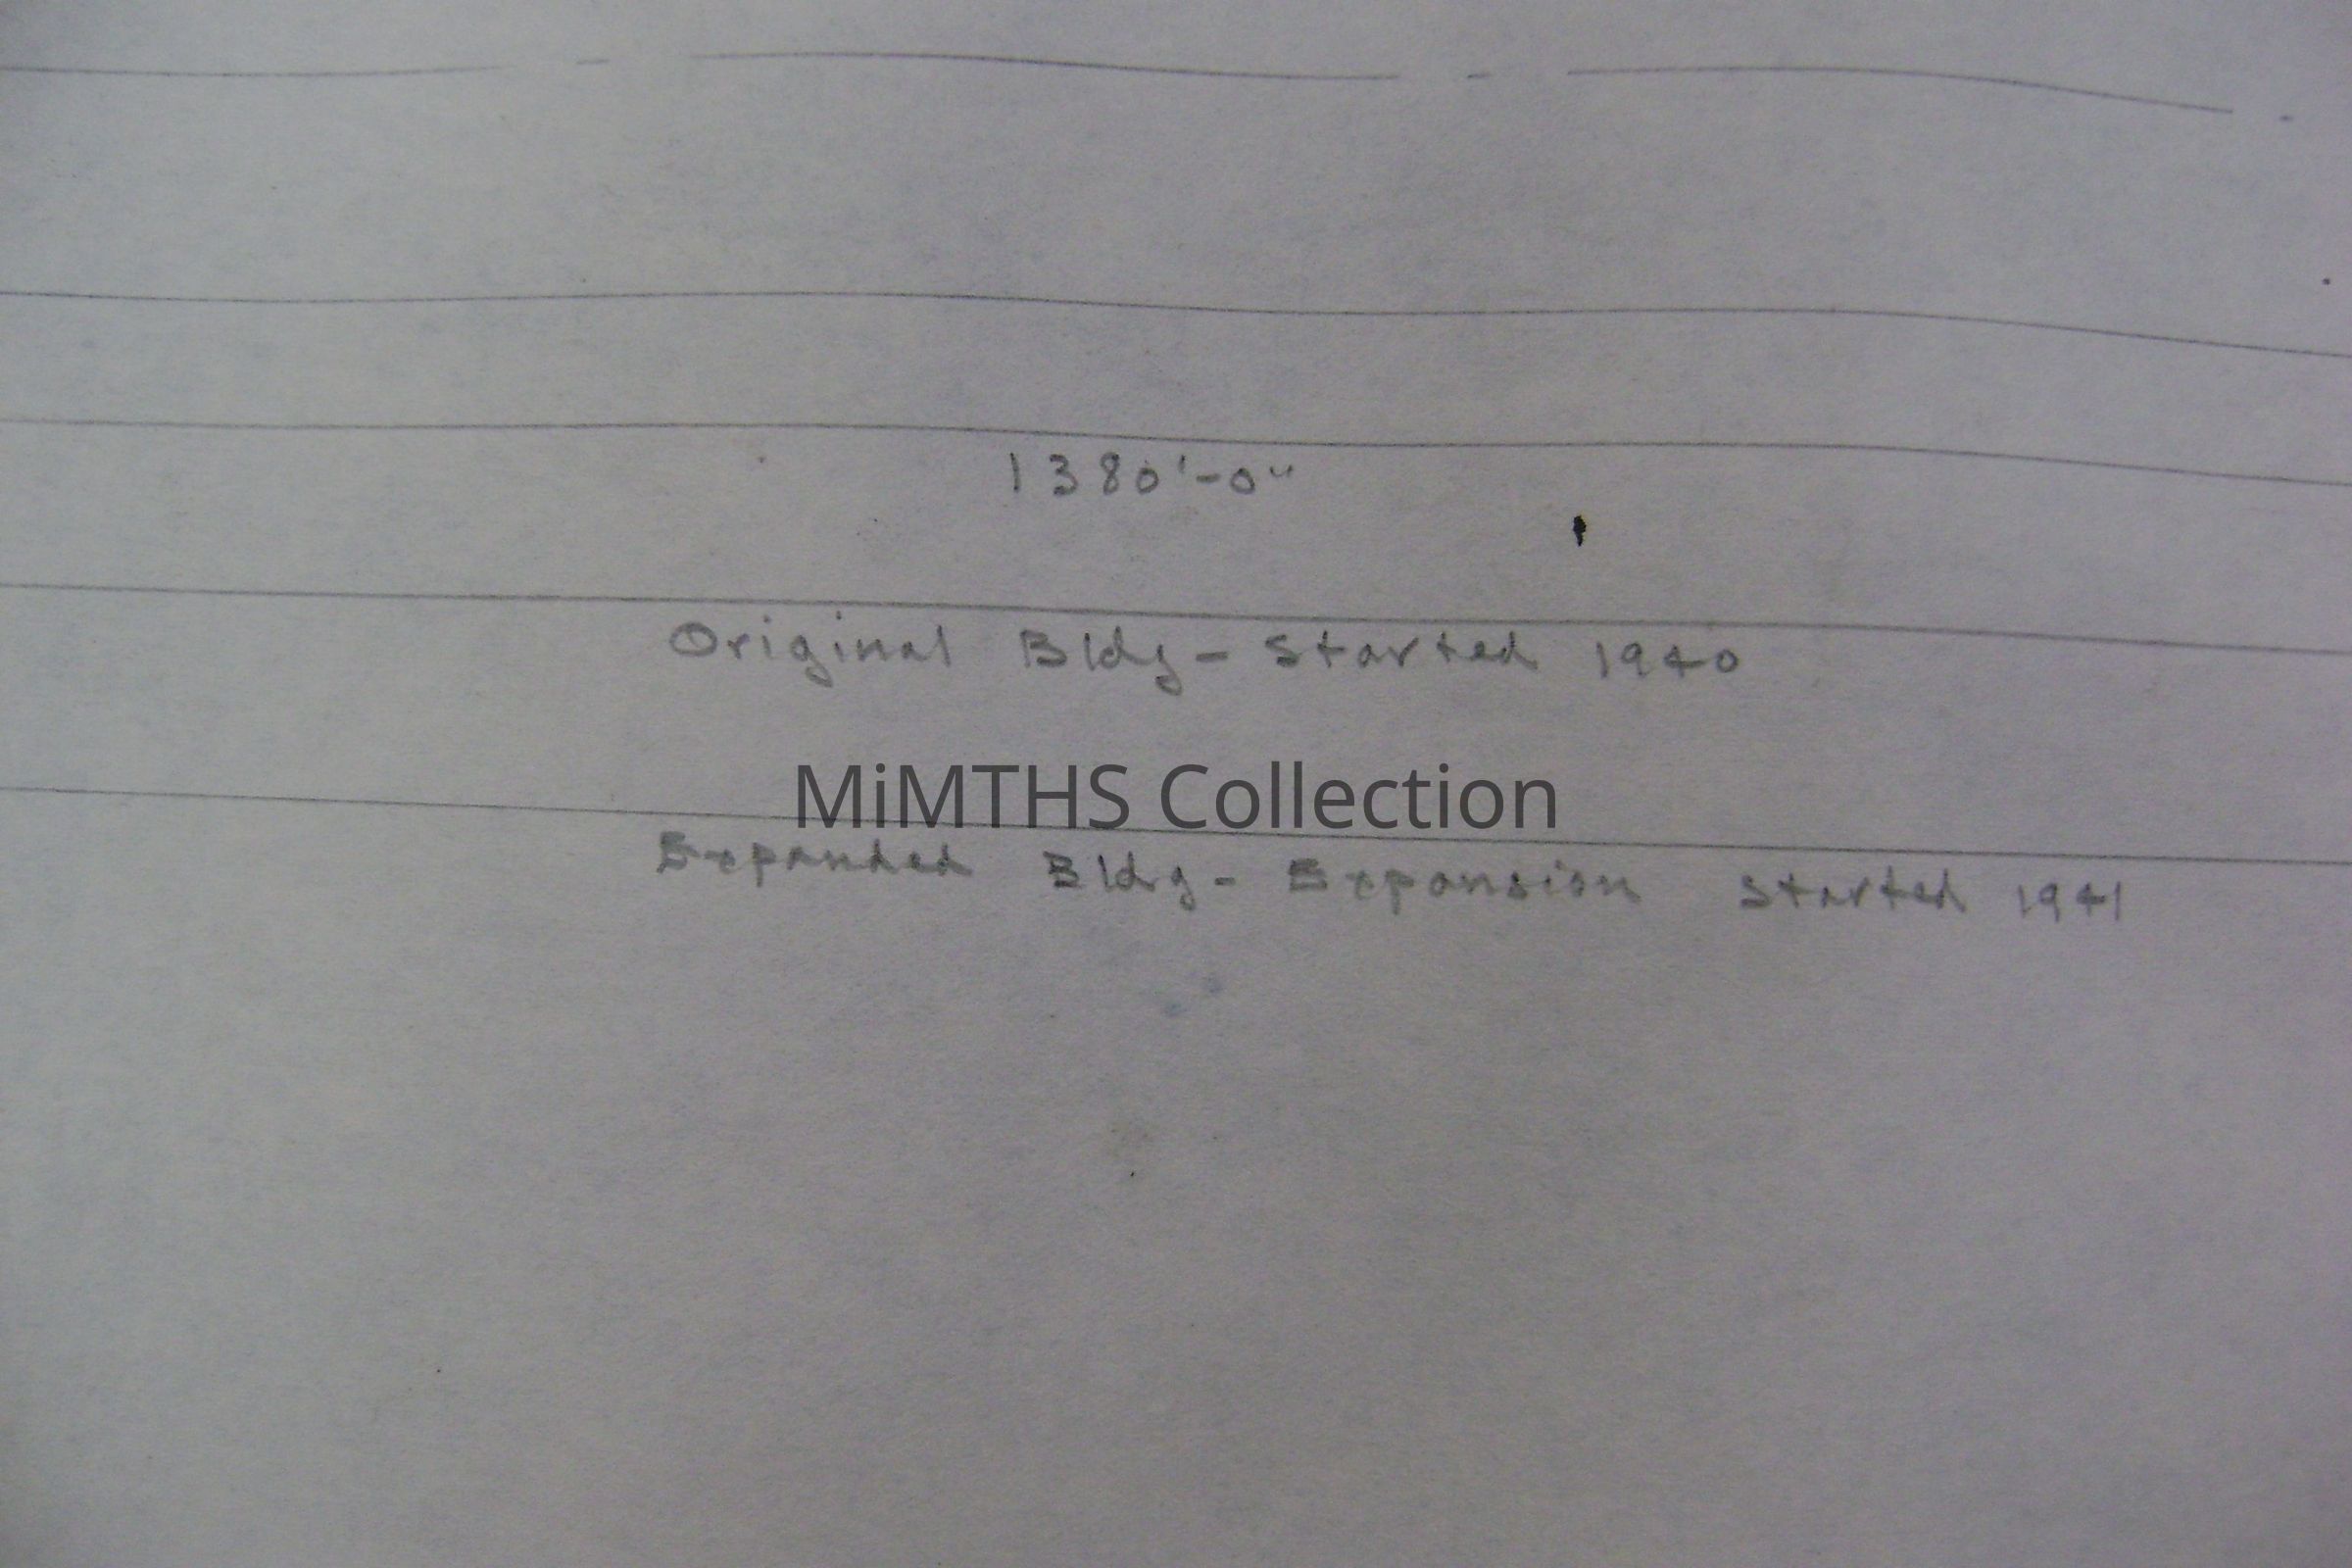 1380'-0"
Original Bldg - Started 1940
MiMTHS Collection
Expanded Bldg - Expansion Started 1941